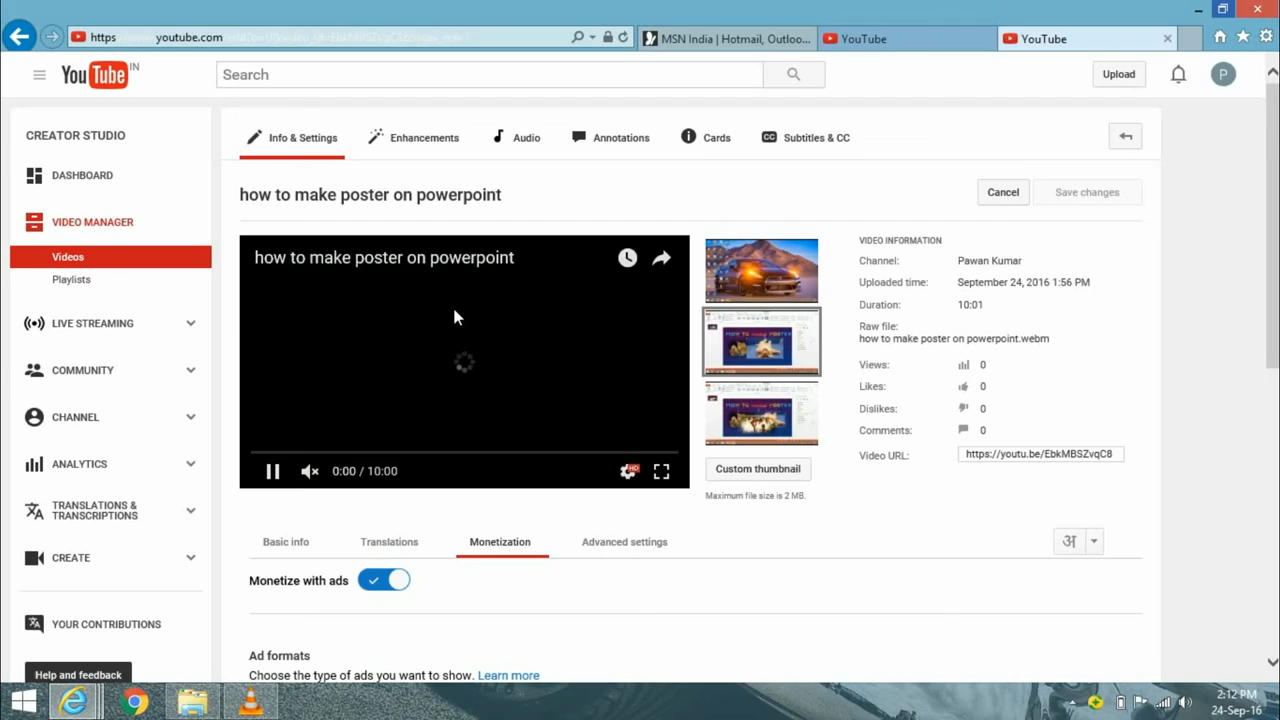 https youtube.com
MSN India | Hotmail, Outloo...
YouTube
YouTube
YouTube IN
Search
Upload
P
CREATOR STUDIO
DASHBOARD
VIDEO MANAGER
Videos
Playlists
LIVE STREAMING
COMMUNITY
CHANNEL
ANALYTICS
TRANSLATIONS &
TRANSCRIPTIONS
CREATE
YOUR CONTRIBUTIONS
Help and feedback
Info & Settings
Enhancements
Audio
Annotations
Cards
CC Subtitles & CC
how to make poster on powerpoint
Cancel
Save changes
how to make poster on powerpoint
0:00 / 10:00
HD
HOW TO MAKE POSTER
Custom thumbnail
Maximum file size is 2 MB.
VIDEO INFORMATION
Channel: Pawan Kumar
Uploaded time: September 24, 2016 1:56 PM
Duration: 10:01
Raw file:
how to make poster on powerpoint.webm
Views: 0
Likes: 0
Dislikes: 0
Comments: 0
Video URL: https://youtu.be/EbkMBSZvqC8
Basic info
Translations
Monetization
Advanced settings
अ
Monetize with ads
Ad formats
Choose the type of ads you want to show. Learn more
2:12 PM
24-Sep-16